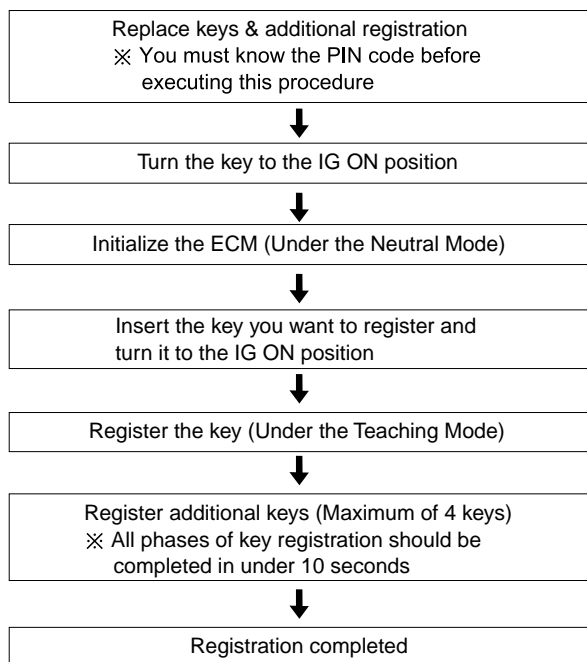 Replace keys & additional registration
※ You must know the PIN code before
executing this procedure
Turn the key to the IG ON position
Initialize the ECM (Under the Neutral Mode)
Insert the key you want to register and
turn it to the IG ON position
Register the key (Under the Teaching Mode)
Register additional keys (Maximum of 4 keys)
※ All phases of key registration should be
completed in under 10 seconds
Registration completed